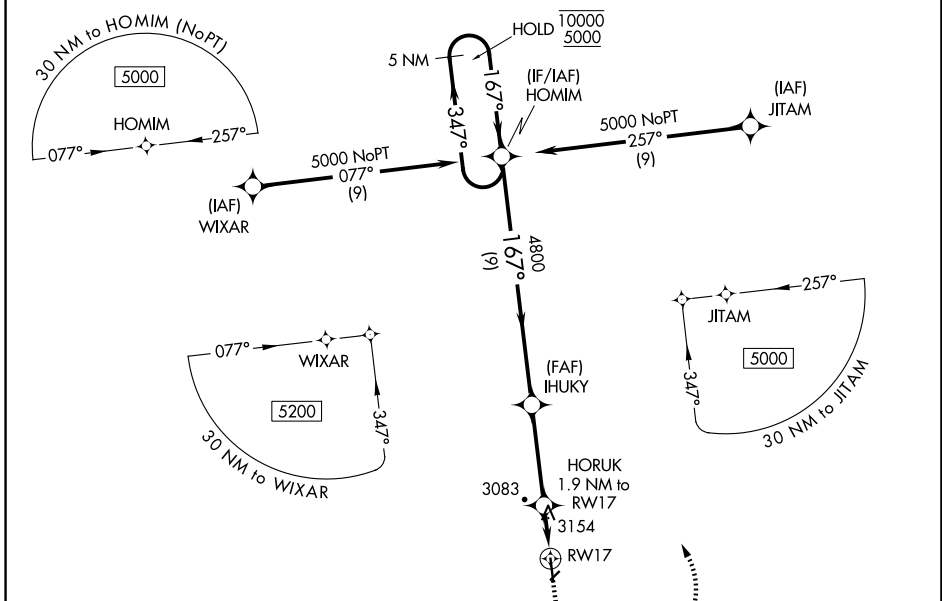 30 NM to HOMIM (NoPT)
5000
HOMIM
077°
257°
HOLD 10000
5000
5 NM
167°
347°
(IF/IAF)
HOMIM
(IAF)
JITAM
5000 NoPT
257°
(9)
5000 NoPT
077°
(9)
(IAF)
WIXAR
4800
167°
(9)
077°
WIXAR
5200
347°
30 NM to WIXAR
257°
JITAM
5000
347°
30 NM to JITAM
(FAF)
IHUKY
HORUK
1.9 NM to
RW17
3083
3154
RW17